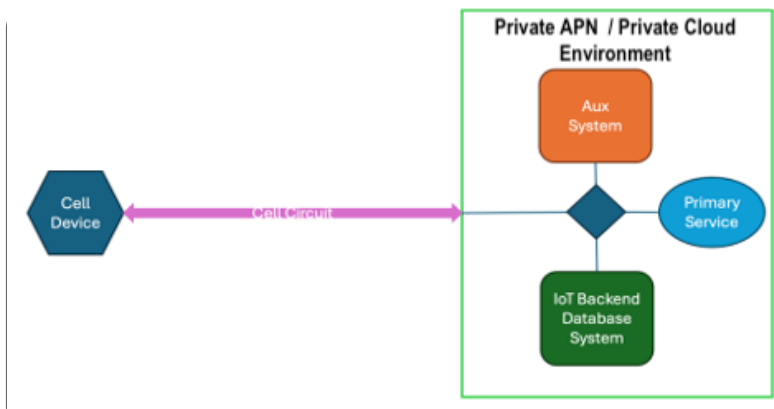 Private APN / Private Cloud
Environment
Aux
System
Cell
Device
Cell Circuit
Primary
Service
IoT Backend
Database
System